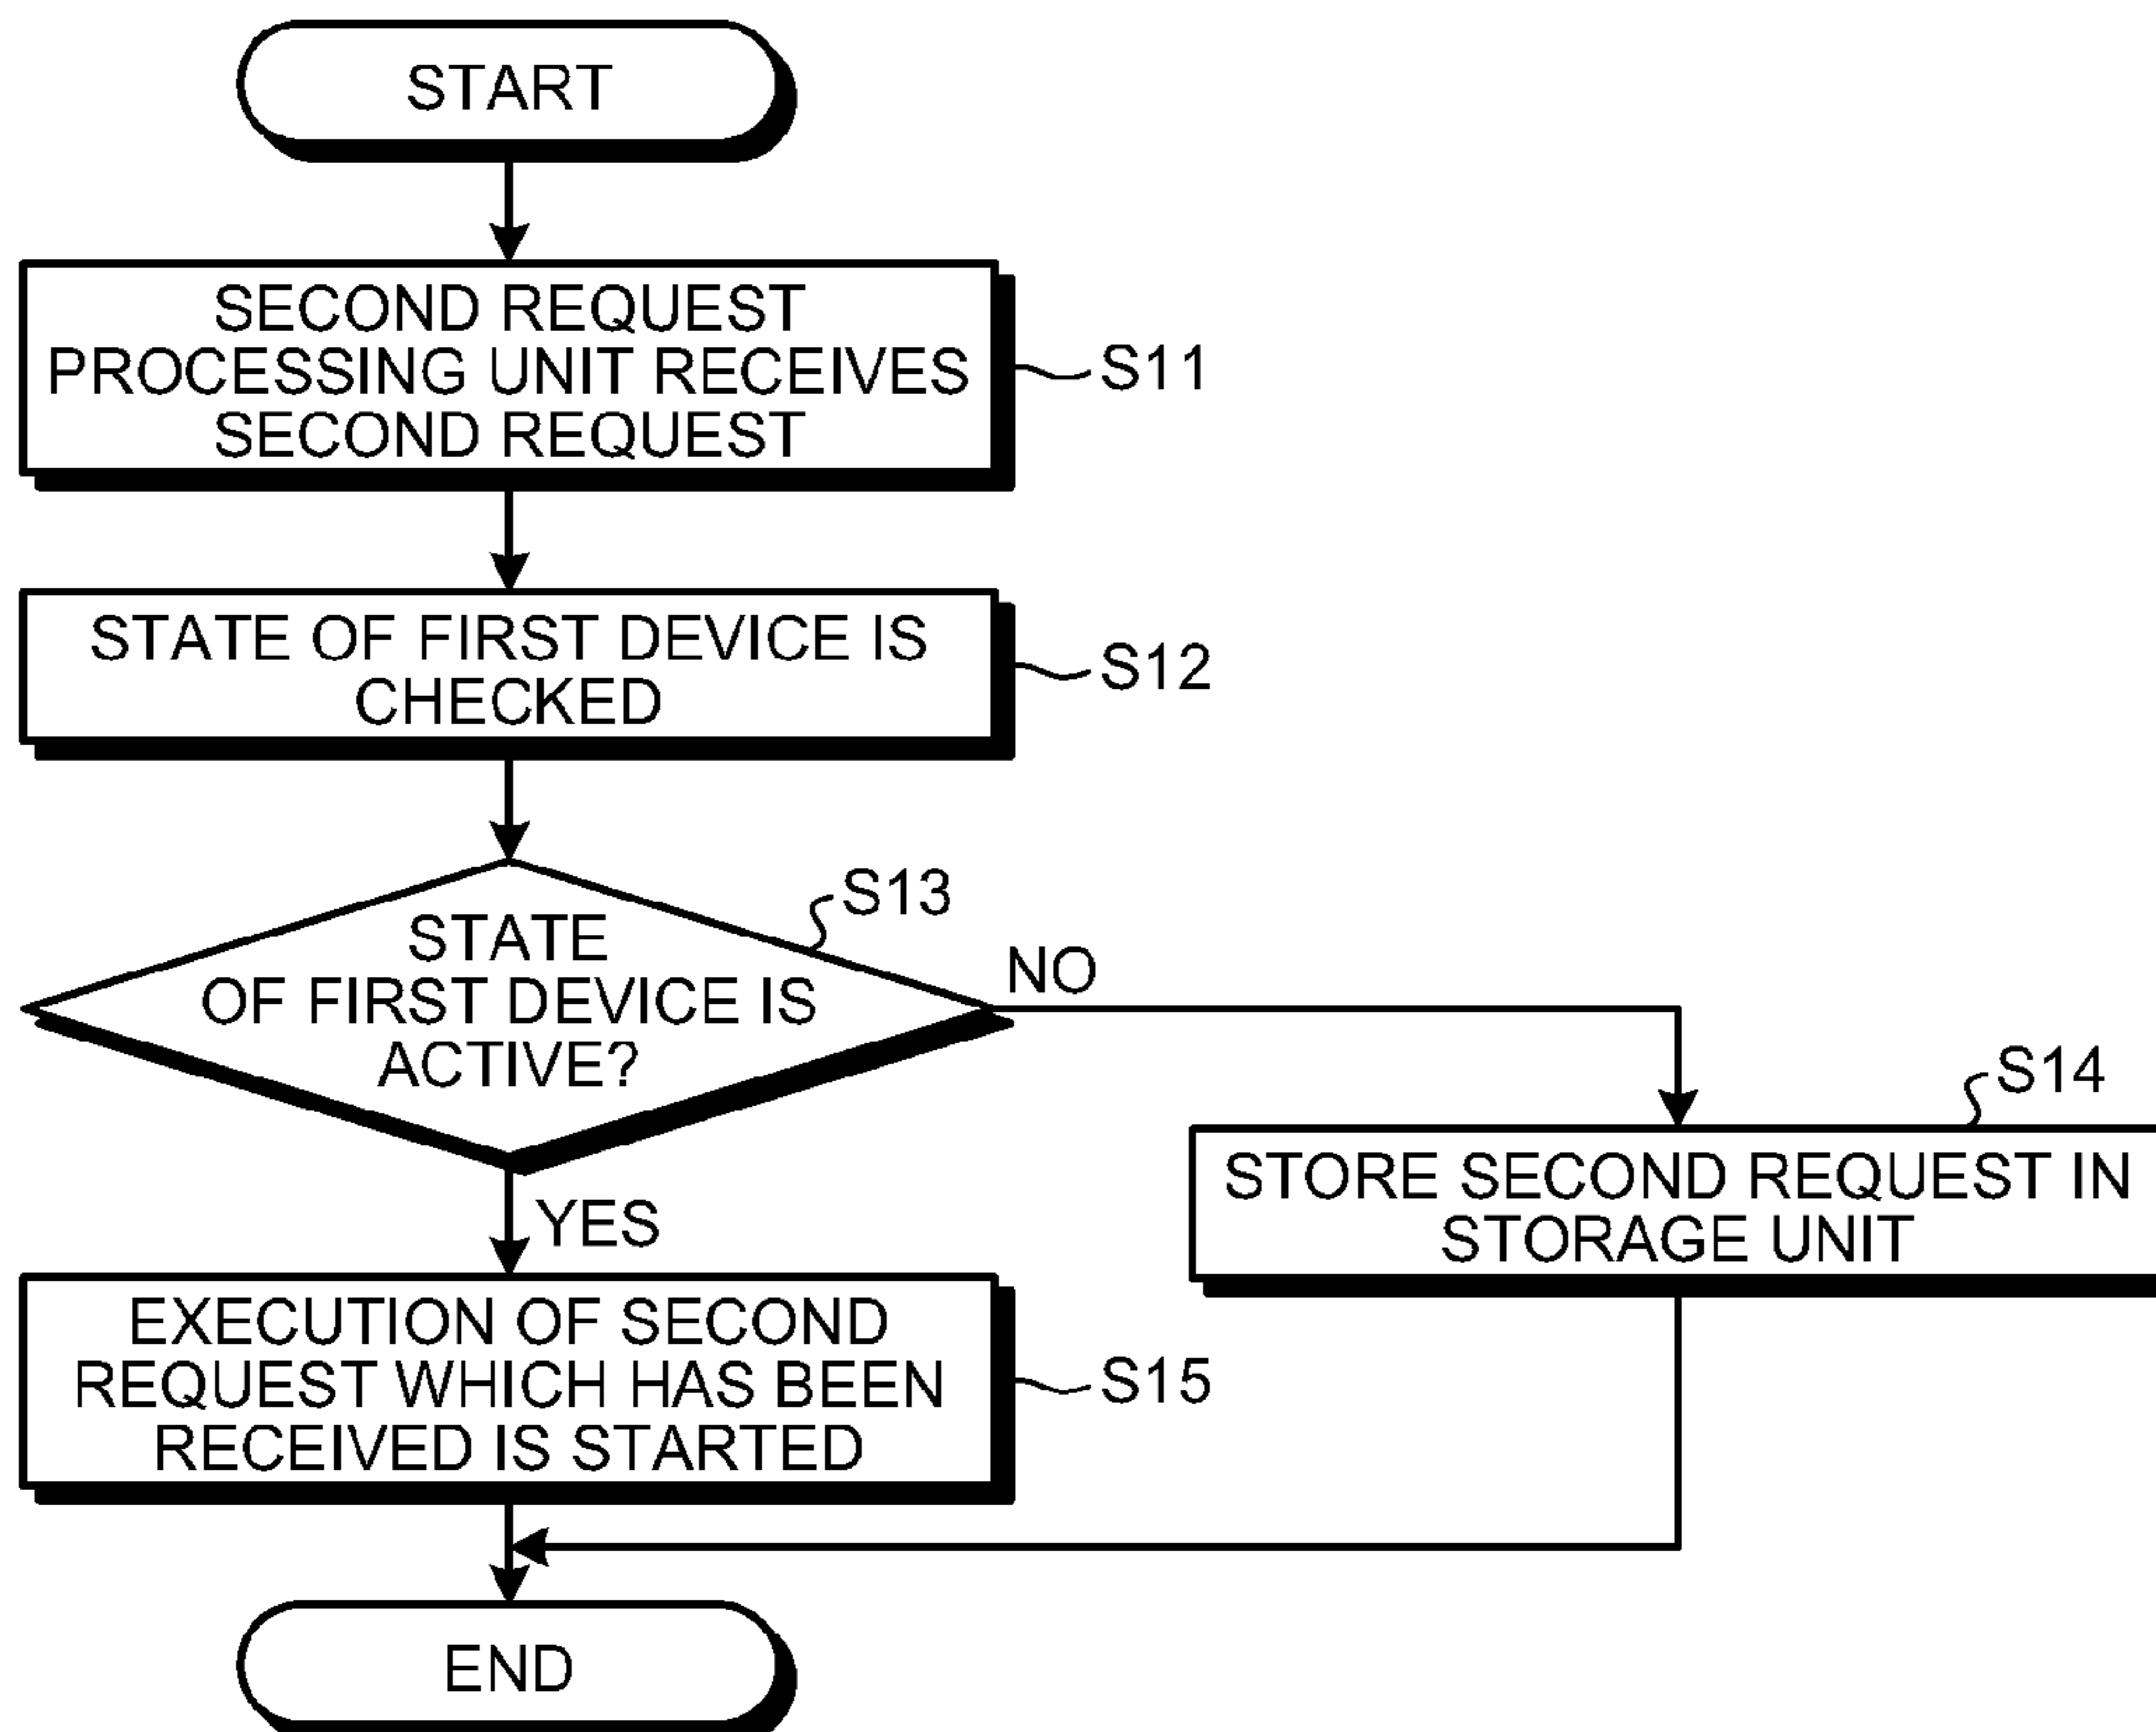 START
SECOND REQUEST
PROCESSING UNIT RECEIVES
SECOND REQUEST
S11
STATE OF FIRST DEVICE IS
CHECKED
S12
S13
STATE
OF FIRST DEVICE IS
ACTIVE?
NO
S14
STORE SECOND REQUEST IN
STORAGE UNIT
YES
EXECUTION OF SECOND
REQUEST WHICH HAS BEEN
RECEIVED IS STARTED
S15
END